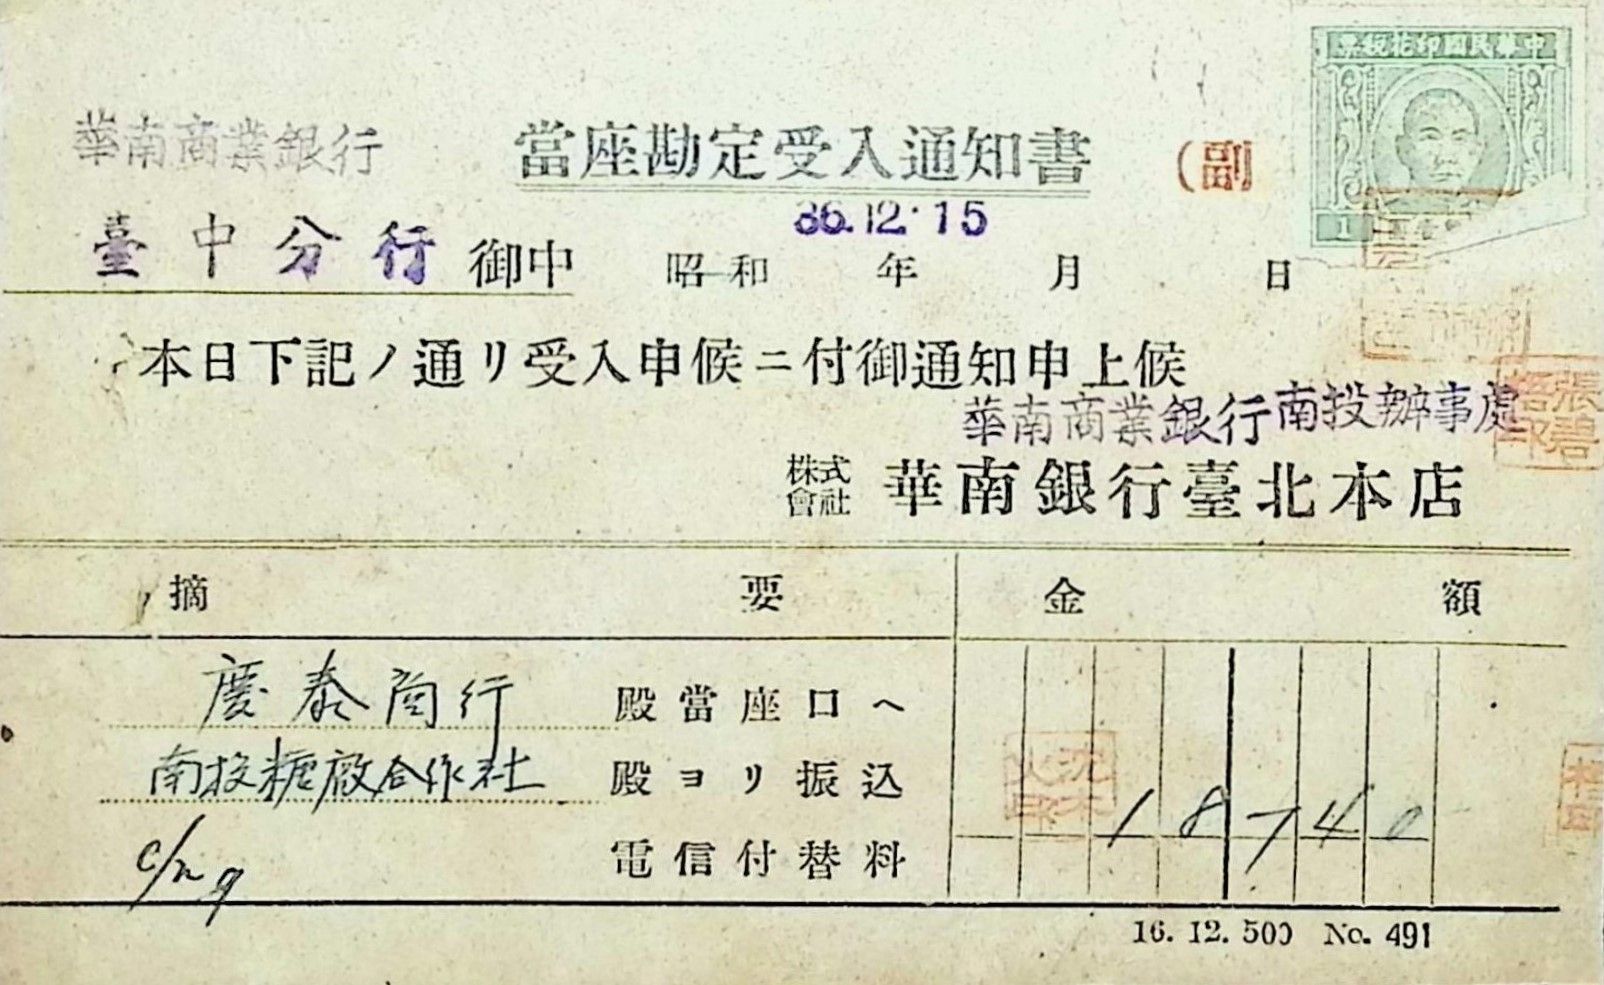 中華民國印花稅票
1
華南商業銀行
當座勘定受入通知書
(副
36.12.15
臺中分行 御中 昭和 年 月 日
本日下記ノ通リ受入申候ニ付御通知申上候
華南商業銀行南投辦事處
張碧
株式會社 華南銀行臺北本店
摘要 金額
慶泰商行 殿當座口ヘ
南投糖廠合作社 殿ヨリ振込
18740
c/n 9 電信付替料
16.12.500 No. 491